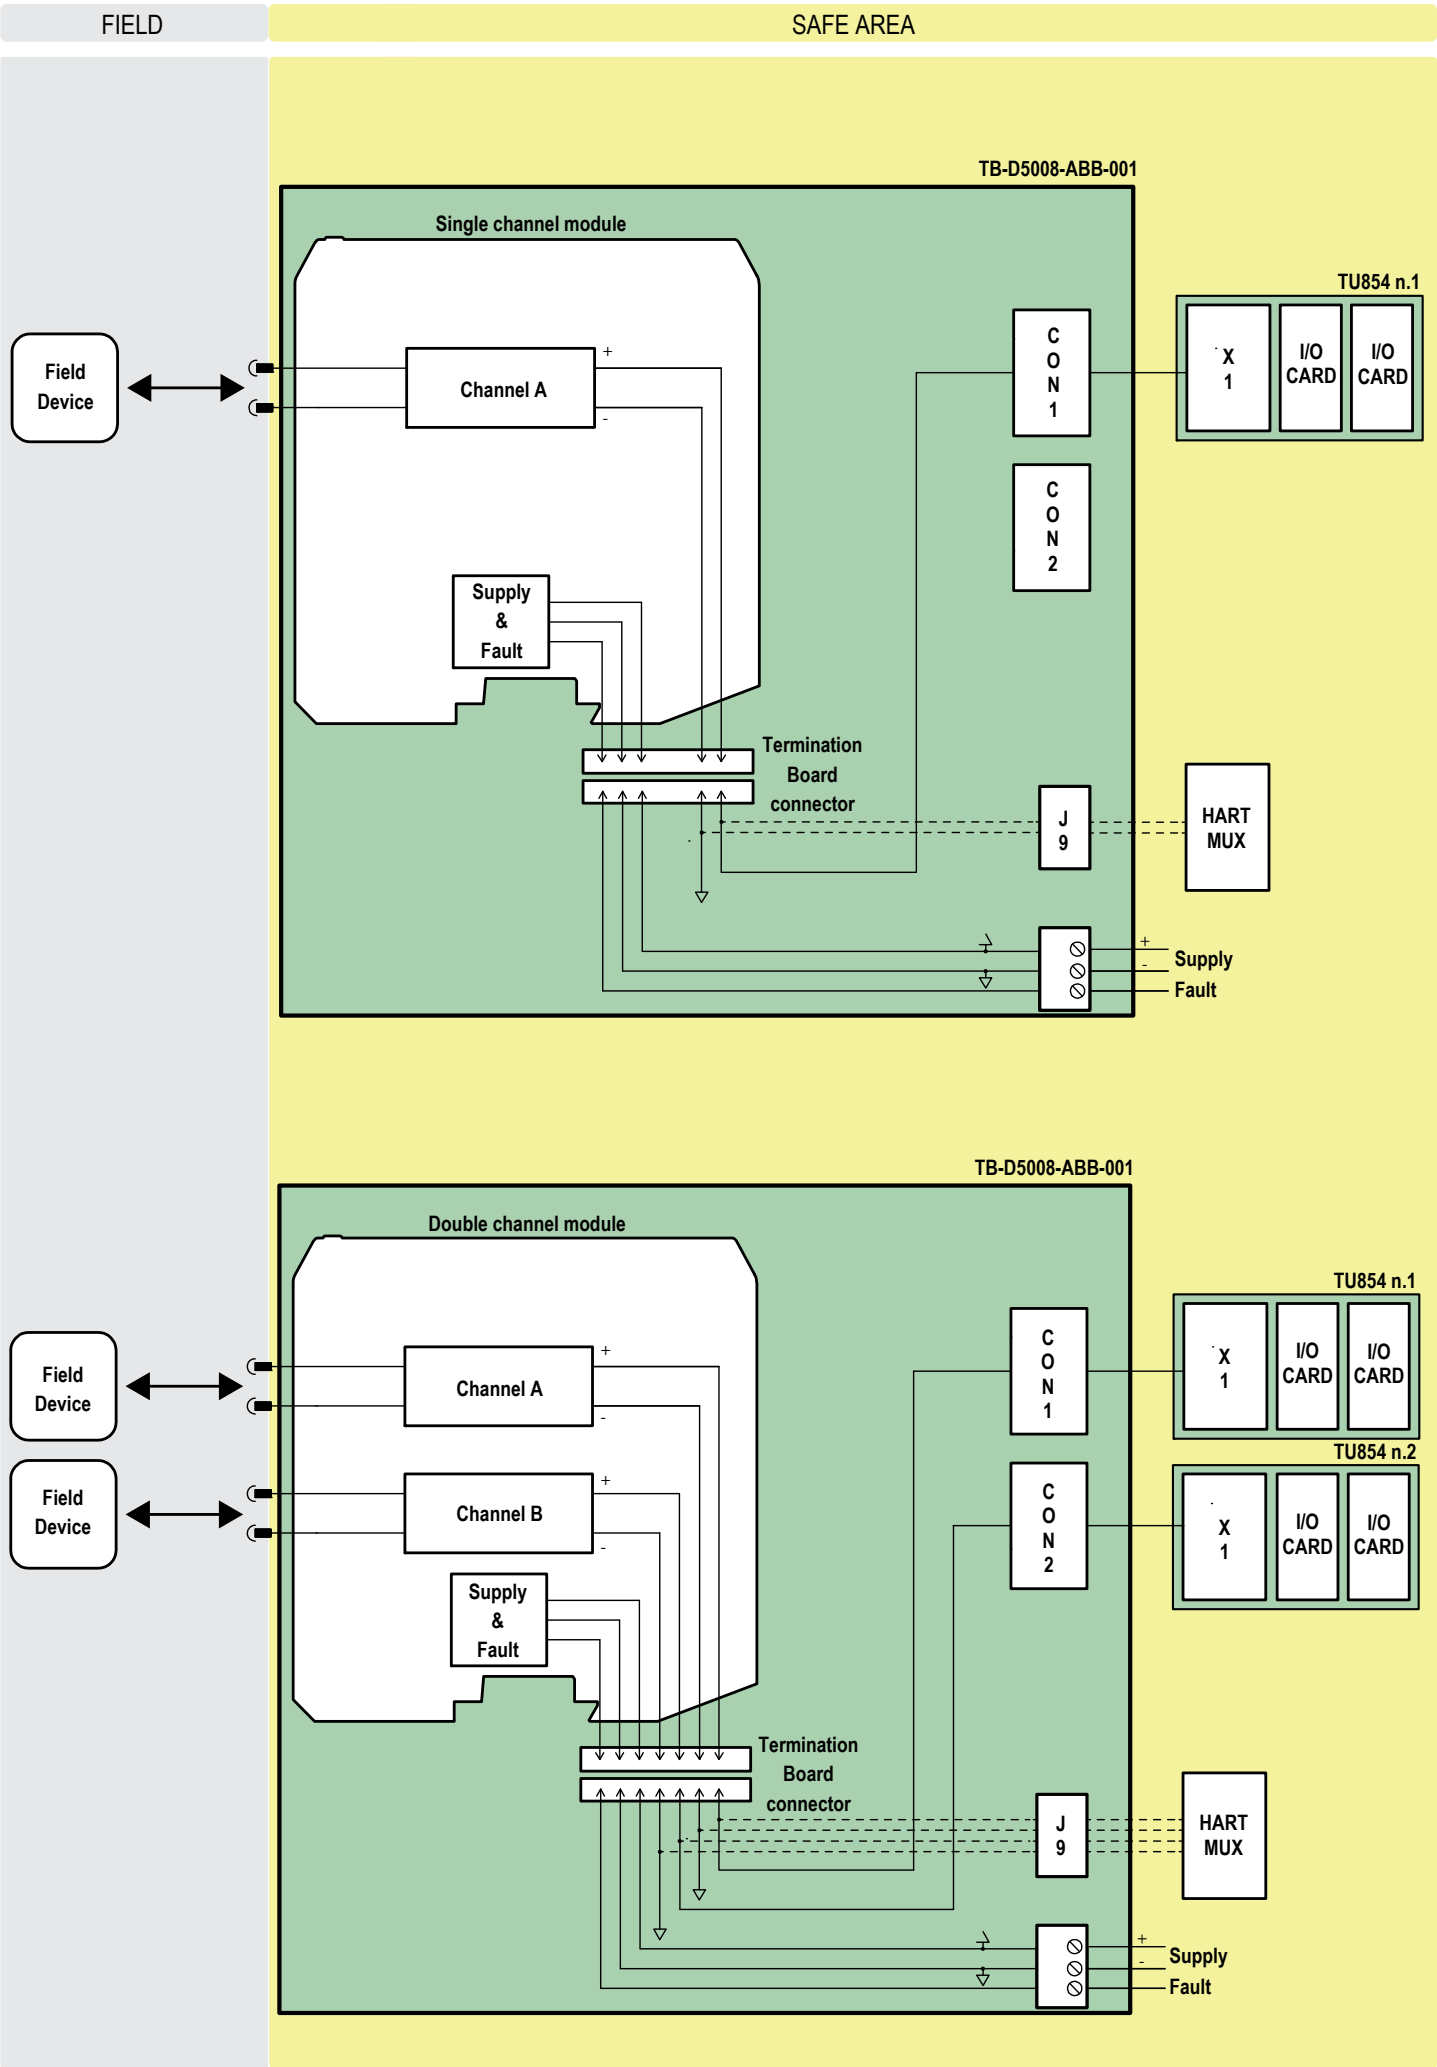 FIELD
SAFE AREA
TB-D5008-ABB-001
Single channel module
TU854 n.1
Field
Device
Channel A
+
-
C
O
N
1
X
1
I/O
CARD
I/O
CARD
C
O
N
2
Supply
&
Fault
Termination
Board
connector
J
9
HART
MUX
+
-
Supply
Fault
TB-D5008-ABB-001
Double channel module
TU854 n.1
Field
Device
Channel A
+
-
C
O
N
1
X
1
I/O
CARD
I/O
CARD
TU854 n.2
Field
Device
Channel B
+
-
C
O
N
2
X
1
I/O
CARD
I/O
CARD
Supply
&
Fault
Termination
Board
connector
J
9
HART
MUX
+
-
Supply
Fault